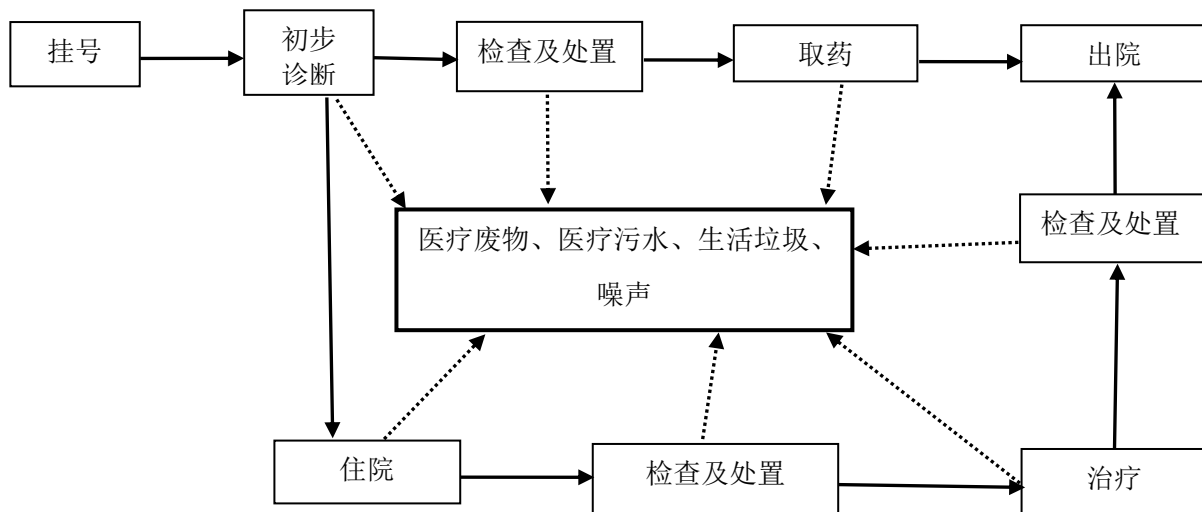 挂号
初步
诊断
检查及处置
取药
出院
医疗废物、医疗污水、生活垃圾、
噪声
检查及处置
住院
检查及处置
治疗